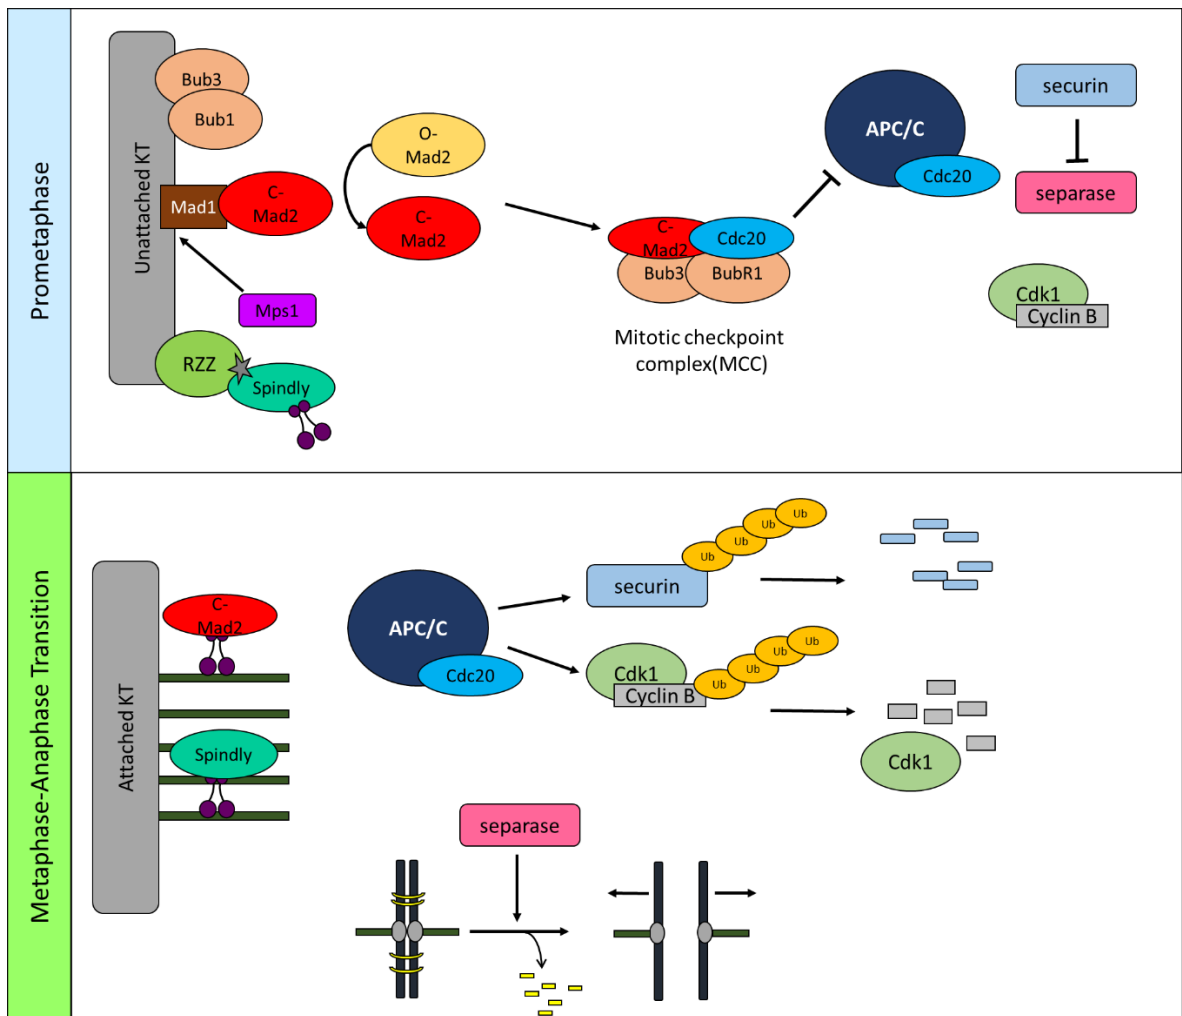 Prometaphase
Unattached KT
Bub3
Bub1
Mad1
C-
Mad2
O-
Mad2
C-
Mad2
Mps1
RZZ
Spindly
C-
Mad2
Cdc20
Bub3
BubR1
Mitotic checkpoint
complex(MCC)
APC/C
Cdc20
securin
separase
Cdk1
Cyclin B
Metaphase-Anaphase Transition
Attached KT
C-
Mad2
Spindly
APC/C
Cdc20
securin
Ub
Ub
Ub
Ub
Cdk1
Cyclin B
Ub
Ub
Ub
Ub
Cdk1
separase